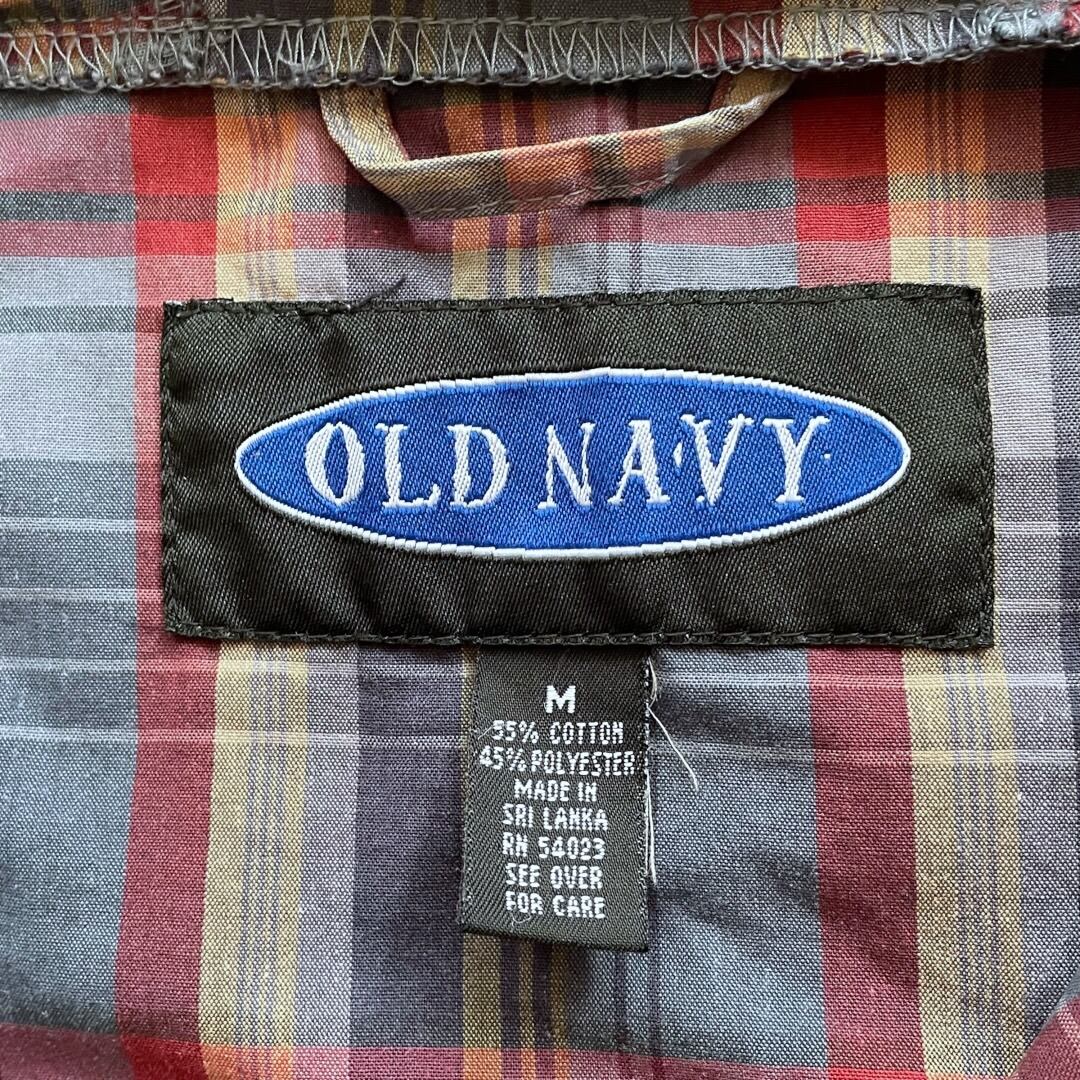 OLD NAVY
M
55% COTTON
45% POLYESTER
MADE IN
SRI LANKA
RN 54023
SEE OVER
FOR CARE